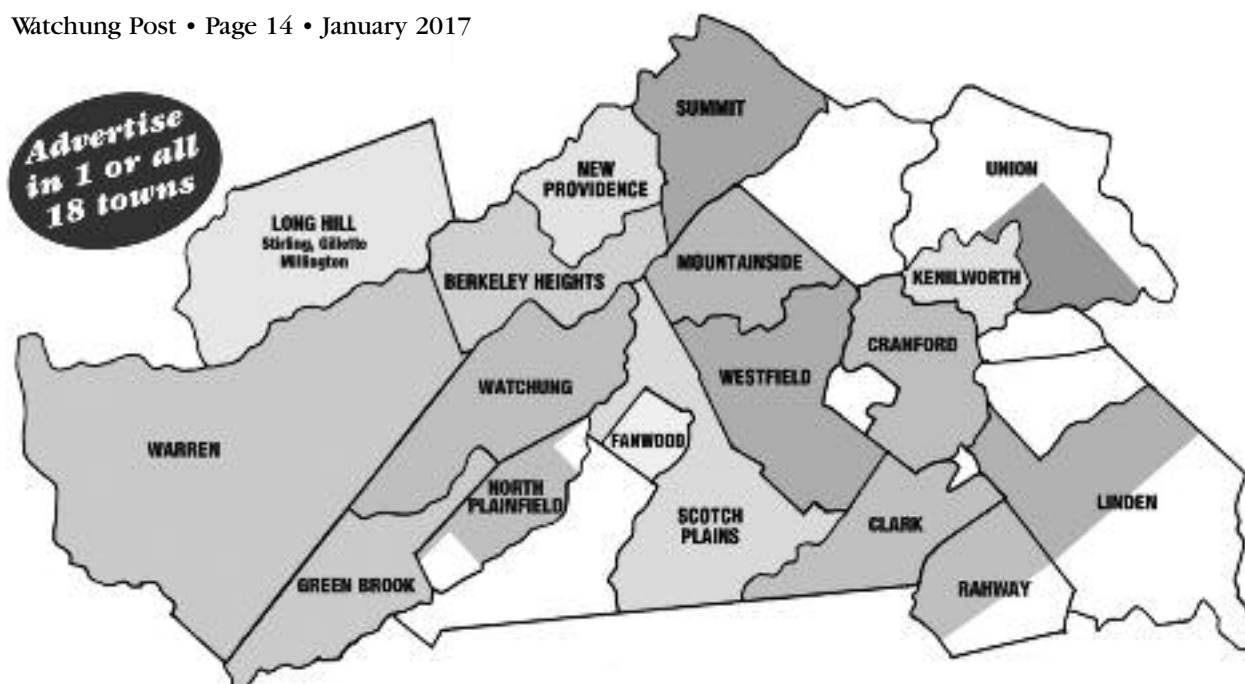 Watchung Post • Page 14 • January 2017
Advertise
in 1 or all
18 towns
SUMMIT
NEW
PROVIDENCE
UNION
LONG HILL
Stirling, Gillette
Millington
BERKELEY HEIGHTS
MOUNTAINSIDE
KENILWORTH
CRANFORD
WATCHUNG
WESTFIELD
WARREN
FANWOOD
NORTH
PLAINFIELD
SCOTCH
PLAINS
CLARK
LINDEN
GREEN BROOK
RAHWAY